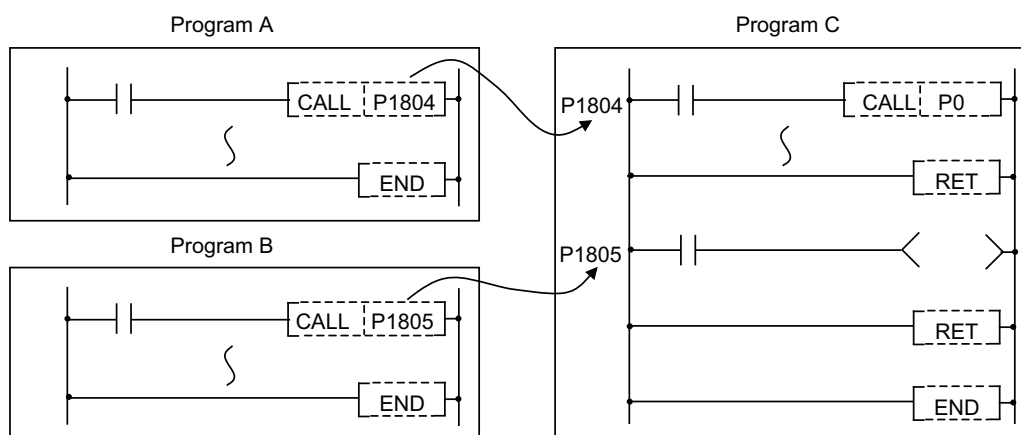 Program A
CALL P1804
END
Program B
CALL P1805
END
Program C
P1804
CALL P0
RET
P1805
RET
END